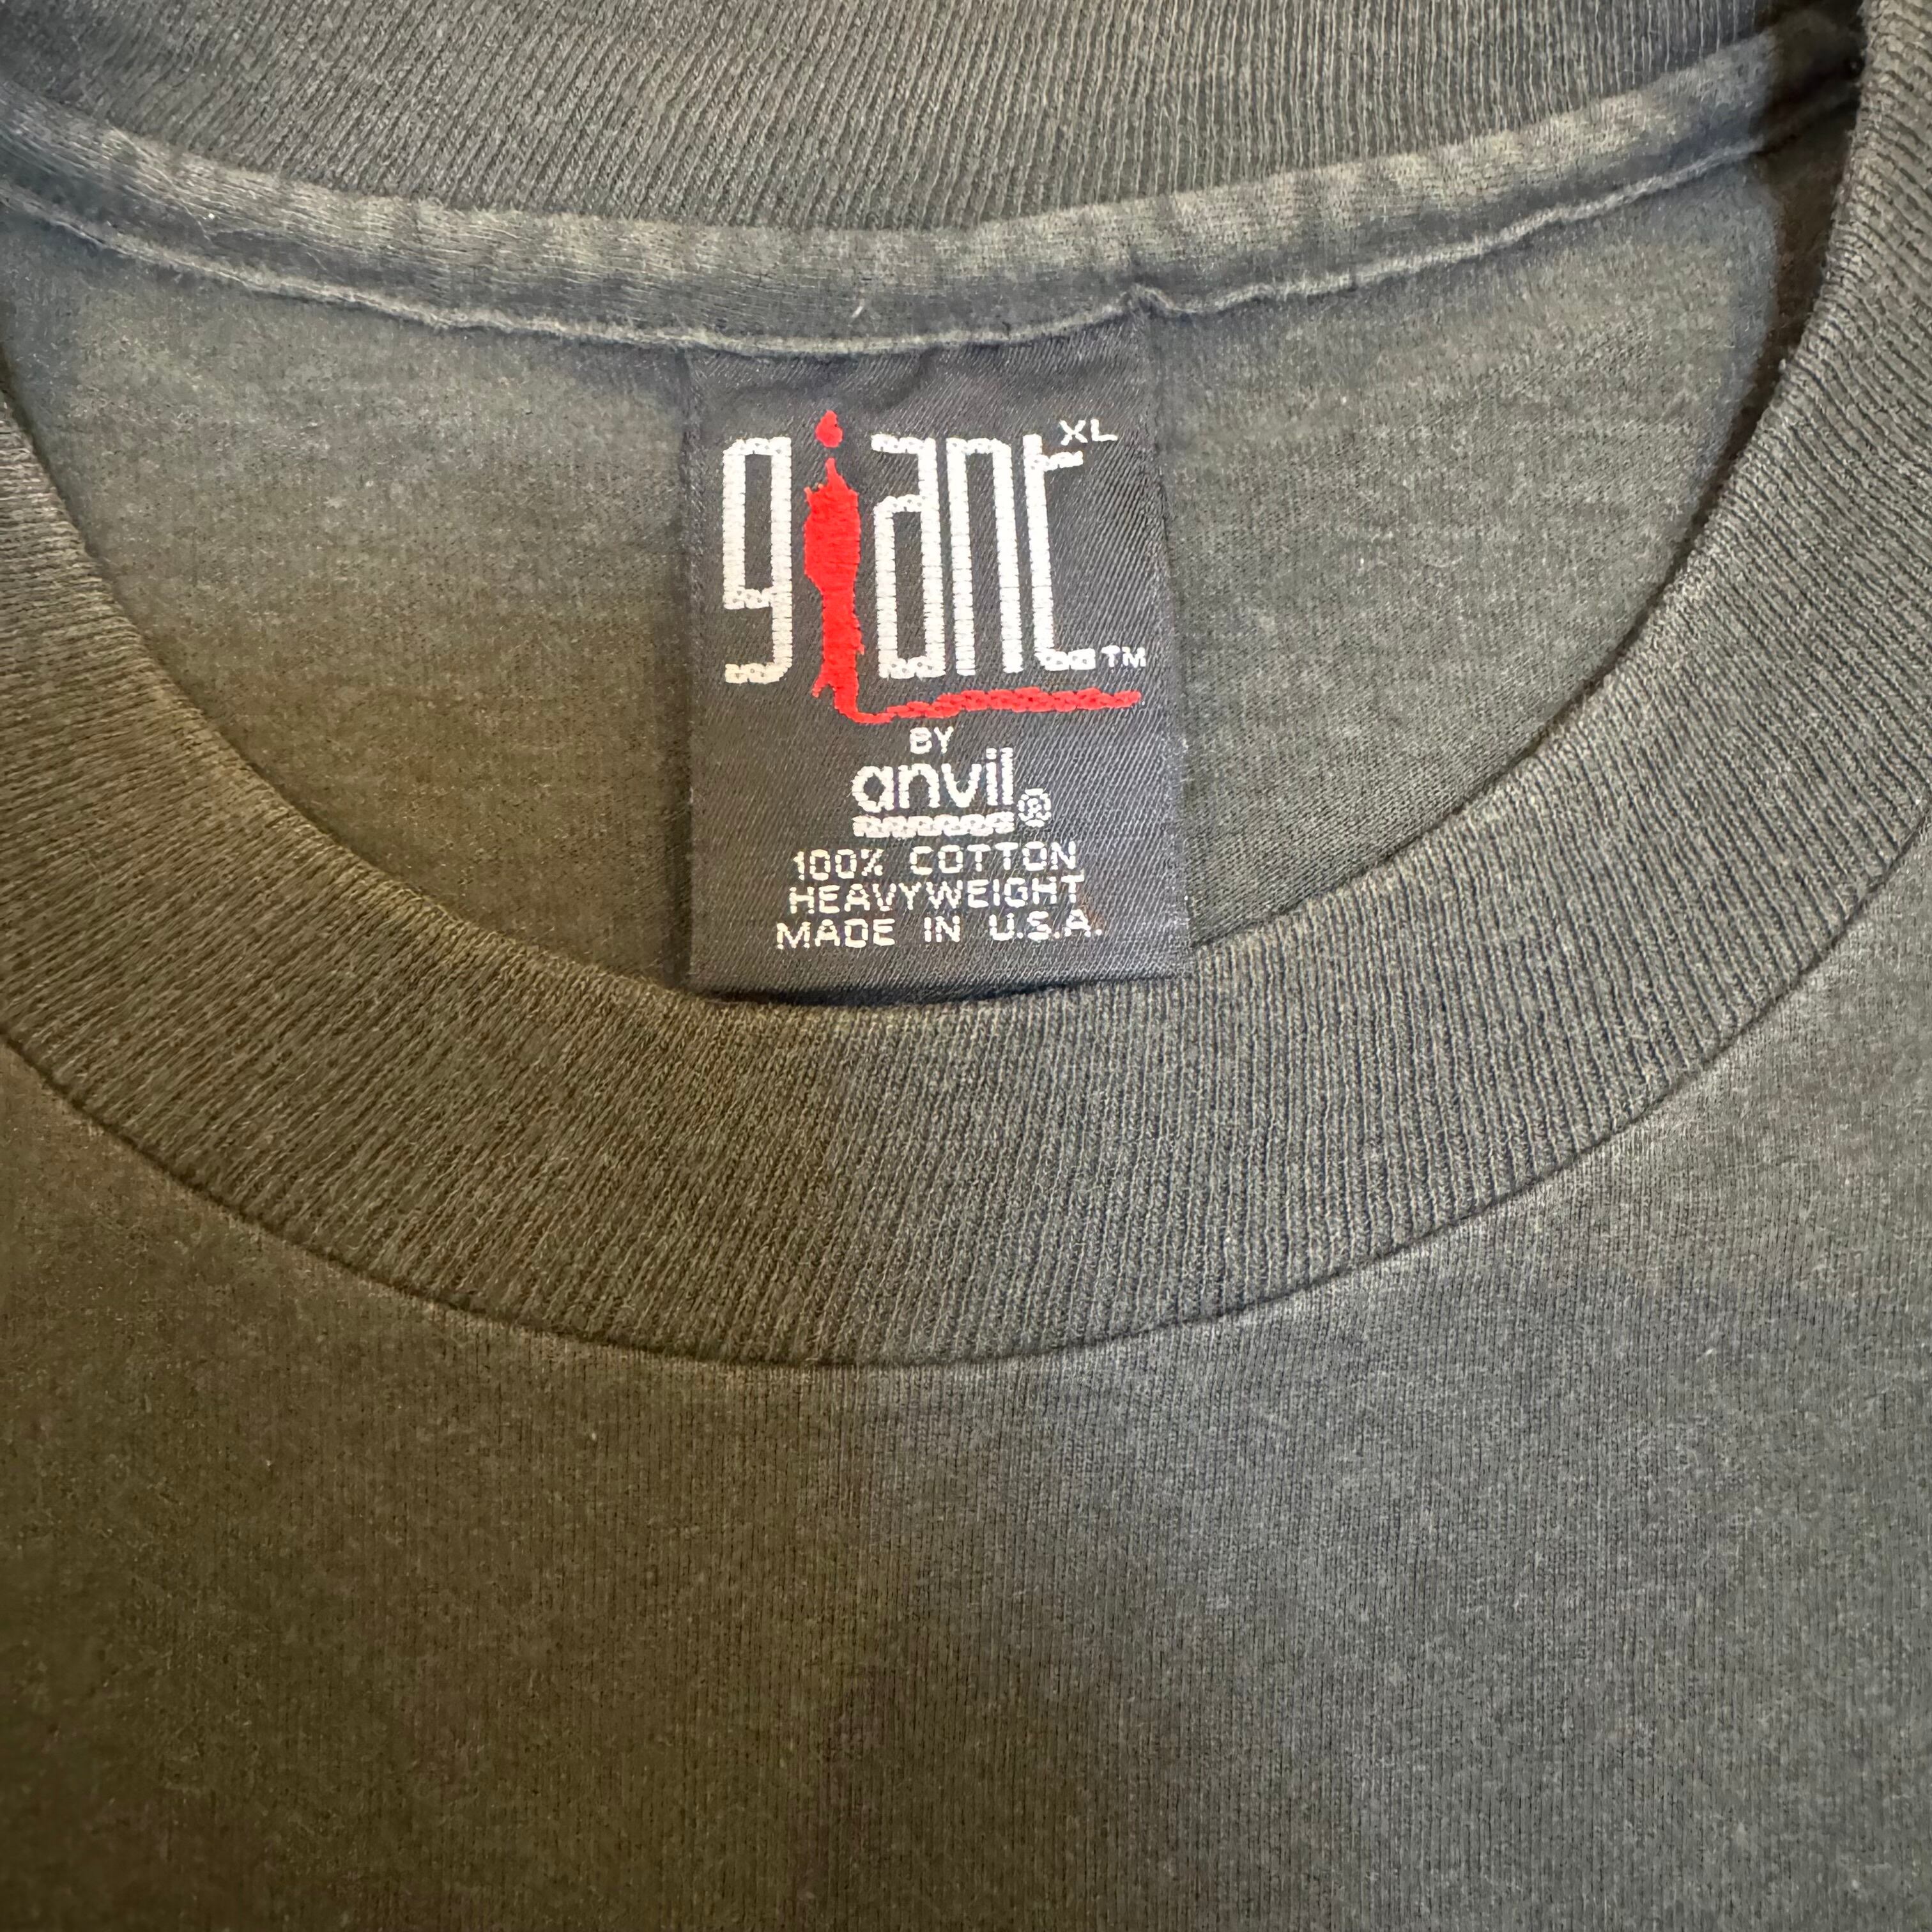 giant XL TM
BY
anvil ®
100% COTTON
HEAVYWEIGHT
MADE IN U.S.A.